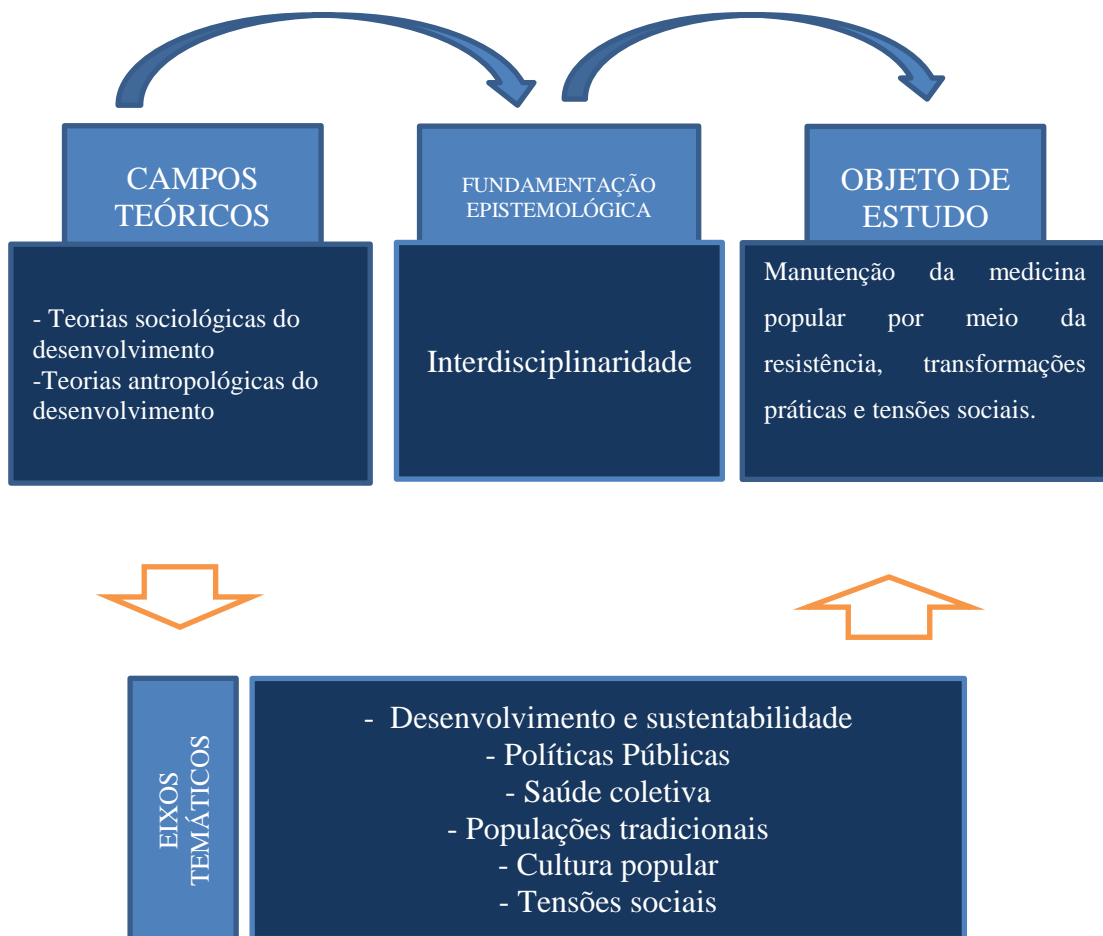 CAMPOS
TEÓRICOS
- Teorias sociológicas do
desenvolvimento
-Teorias antropológicas do
desenvolvimento
FUNDAMENTAÇÃO
EPISTEMOLÓGICA
Interdisciplinaridade
OBJETO DE
ESTUDO
Manutenção da medicina
popular por meio da
resistência, transformações
práticas e tensões sociais.
EIXOS
TEMÁTICOS
- Desenvolvimento e sustentabilidade
- Políticas Públicas
- Saúde coletiva
- Populações tradicionais
- Cultura popular
- Tensões sociais